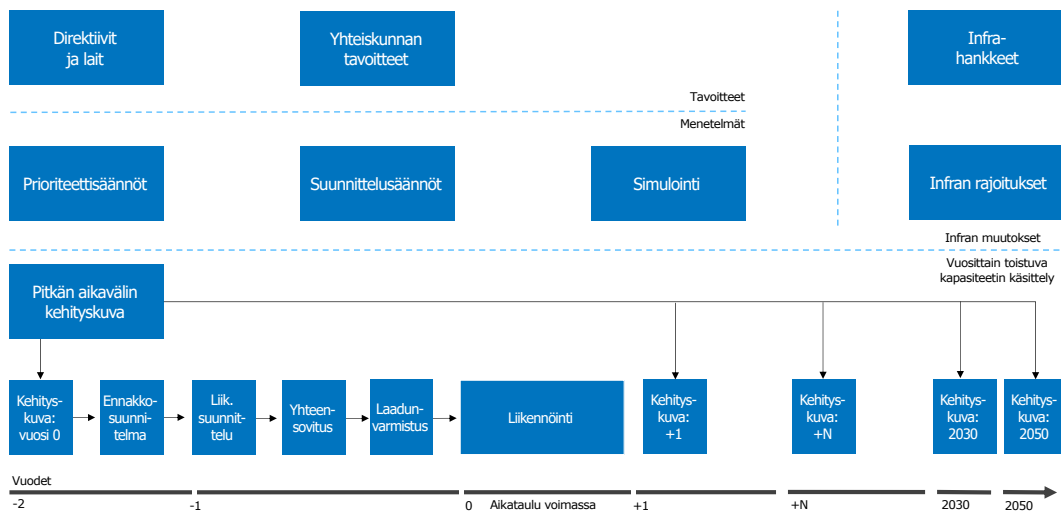 Direktiivit
ja lait
Yhteiskunnan
tavoitteet
Infra-
hankkeet
Tavoitteet
Menetelmät
Prioriteettisäännöt
Suunnittelusäännöt
Simulointi
Infran rajoitukset
Infran muutokset
Vuosittain toistuva
kapasiteetin käsittely
Pitkän aikavälin
kehityskuva
Kehitys-
kuva:
vuosi 0
Ennakko-
suunni-
telma
Liik.
suunnit-
telu
Yhteen-
sovitus
Laadun-
varmistus
Liikennöinti
Kehitys-
kuva:
+1
Kehitys-
kuva:
+N
Kehitys-
kuva:
2030
Kehitys-
kuva:
2050
Vuodet
-2
-1
0
Aikataulu voimassa
+1
+N
2030
2050